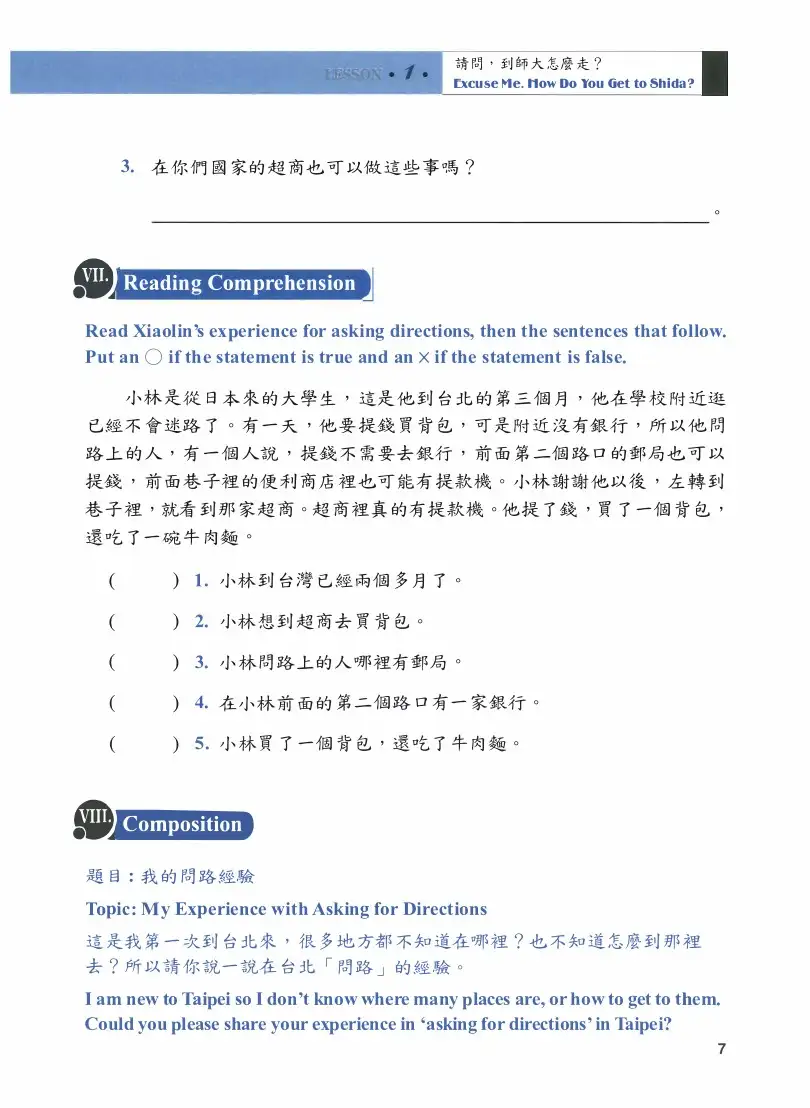 LESSON • 1 •
請問，到師大怎麼走？
Excuse Me. How Do You Get to Shida?
3. 在你們國家的超商也可以做這些事嗎？
。
VII. Reading Comprehension
Read Xiaolin’s experience for asking directions, then the sentences that follow.
Put an ○ if the statement is true and an × if the statement is false.
小林是從日本來的大學生，這是他到台北的第三個月，他在學校附近逛
已經不會迷路了。有一天，他要提錢買背包，可是附近沒有銀行，所以他問
路上的人，有一個人說，提錢不需要去銀行，前面第二個路口的郵局也可以
提錢，前面巷子裡的便利商店裡也可能有提款機。小林謝謝他以後，左轉到
巷子裡，就看到那家超商。超商裡真的有提款機。他提了錢，買了一個背包，
還吃了一碗牛肉麵。
( ) 1. 小林到台灣已經兩個多月了。
( ) 2. 小林想到超商去買背包。
( ) 3. 小林問路上的人哪裡有郵局。
( ) 4. 在小林前面的第二個路口有一家銀行。
( ) 5. 小林買了一個背包，還吃了牛肉麵。
VIII. Composition
題目：我的問路經驗
Topic: My Experience with Asking for Directions
這是我第一次到台北來，很多地方都不知道在哪裡？也不知道怎麼到那裡
去？所以請你說一說在台北「問路」的經驗。
I am new to Taipei so I don’t know where many places are, or how to get to them.
Could you please share your experience in ‘asking for directions’ in Taipei?
7